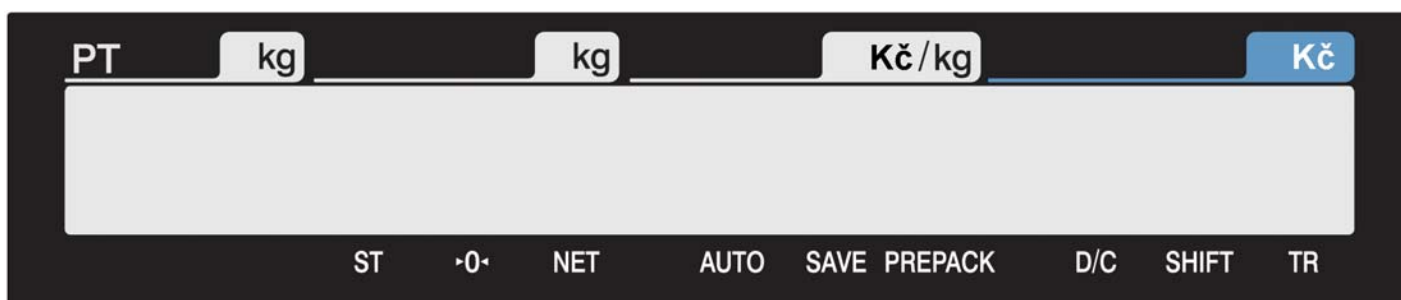 PT kg kg Kč/kg Kč
ST ▸0◂ NET AUTO SAVE PREPACK D/C SHIFT TR